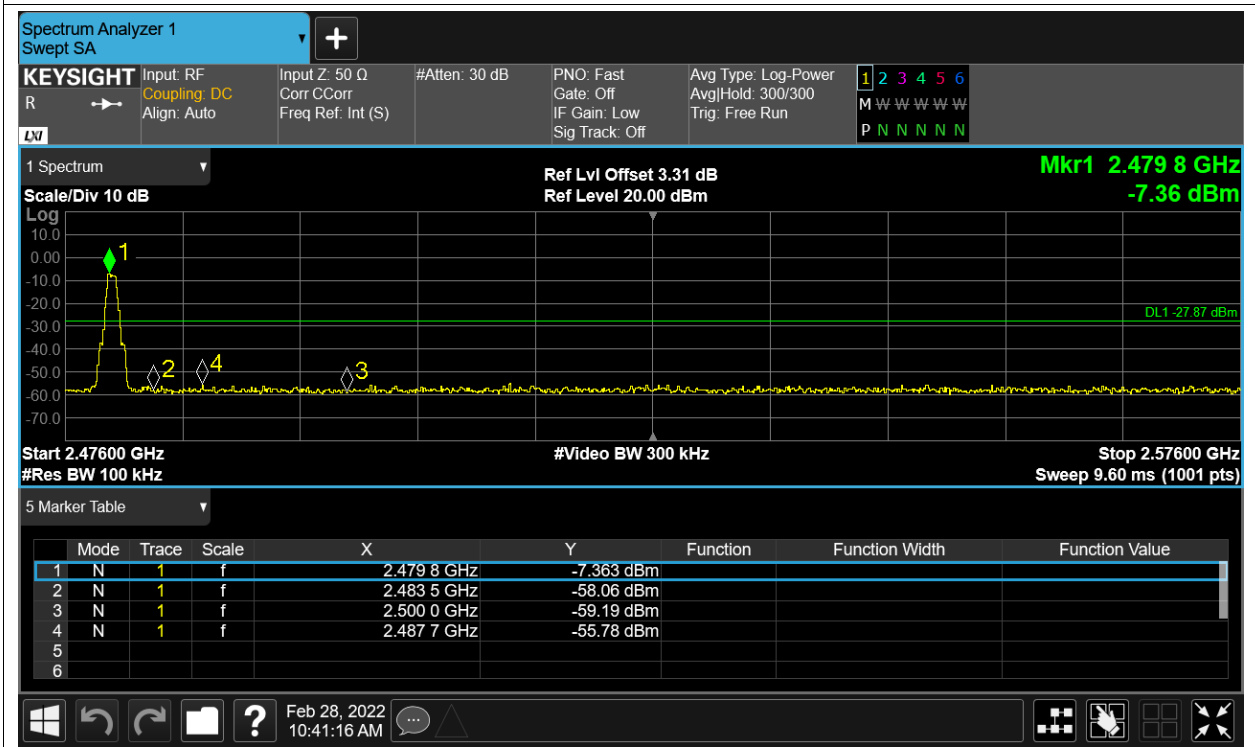 Spectrum Analyzer 1
Swept SA
KEYSIGHT Input: RF Input Z: 50 Ω #Atten: 30 dB PNO: Fast Avg Type: Log-Power 1 2 3 4 5 6
R Coupling: DC Corr CCorr Gate: Off Avg|Hold: 300/300 M W W W W W
Align: Auto Freq Ref: Int (S) IF Gain: Low Trig: Free Run
LXI Sig Track: Off P N N N N N
1 Spectrum Ref Lvl Offset 3.31 dB Mkr1 2.479 8 GHz
Scale/Div 10 dB Ref Level 20.00 dBm -7.36 dBm
Log
10.0
0.00 1
-10.0
-20.0
DL1 -27.87 dBm
-30.0
-40.0
-50.0 2 4 3
-60.0
-70.0
Start 2.47600 GHz #Video BW 300 kHz Stop 2.57600 GHz
#Res BW 100 kHz Sweep 9.60 ms (1001 pts)
5 Marker Table
Mode Trace Scale X Y Function Function Width Function Value
1 N 1 f 2.479 8 GHz -7.363 dBm
2 N 1 f 2.483 5 GHz -58.06 dBm
3 N 1 f 2.500 0 GHz -59.19 dBm
4 N 1 f 2.487 7 GHz -55.78 dBm
5
6
? Feb 28, 2022
10:41:16 AM